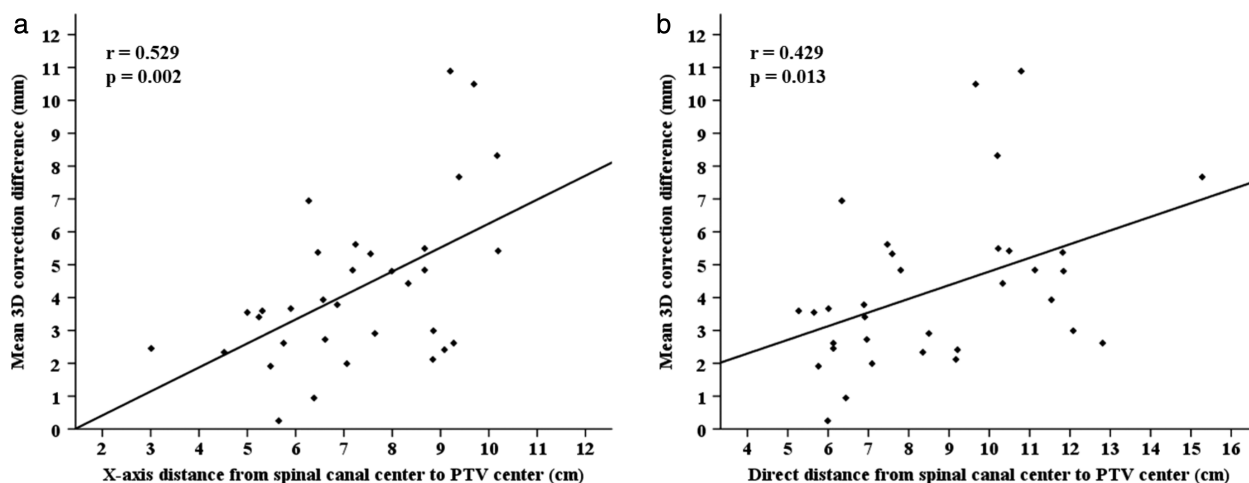 a
r = 0.529
p = 0.002
Mean 3D correction difference (mm)
12
11
10
9
8
7
6
5
4
3
2
1
0
2 3 4 5 6 7 8 9 10 11 12
X-axis distance from spinal canal center to PTV center (cm)
b
r = 0.429
p = 0.013
Mean 3D correction difference (mm)
12
11
10
9
8
7
6
5
4
3
2
1
0
4 5 6 7 8 9 10 11 12 13 14 15 16
Direct distance from spinal canal center to PTV center (cm)